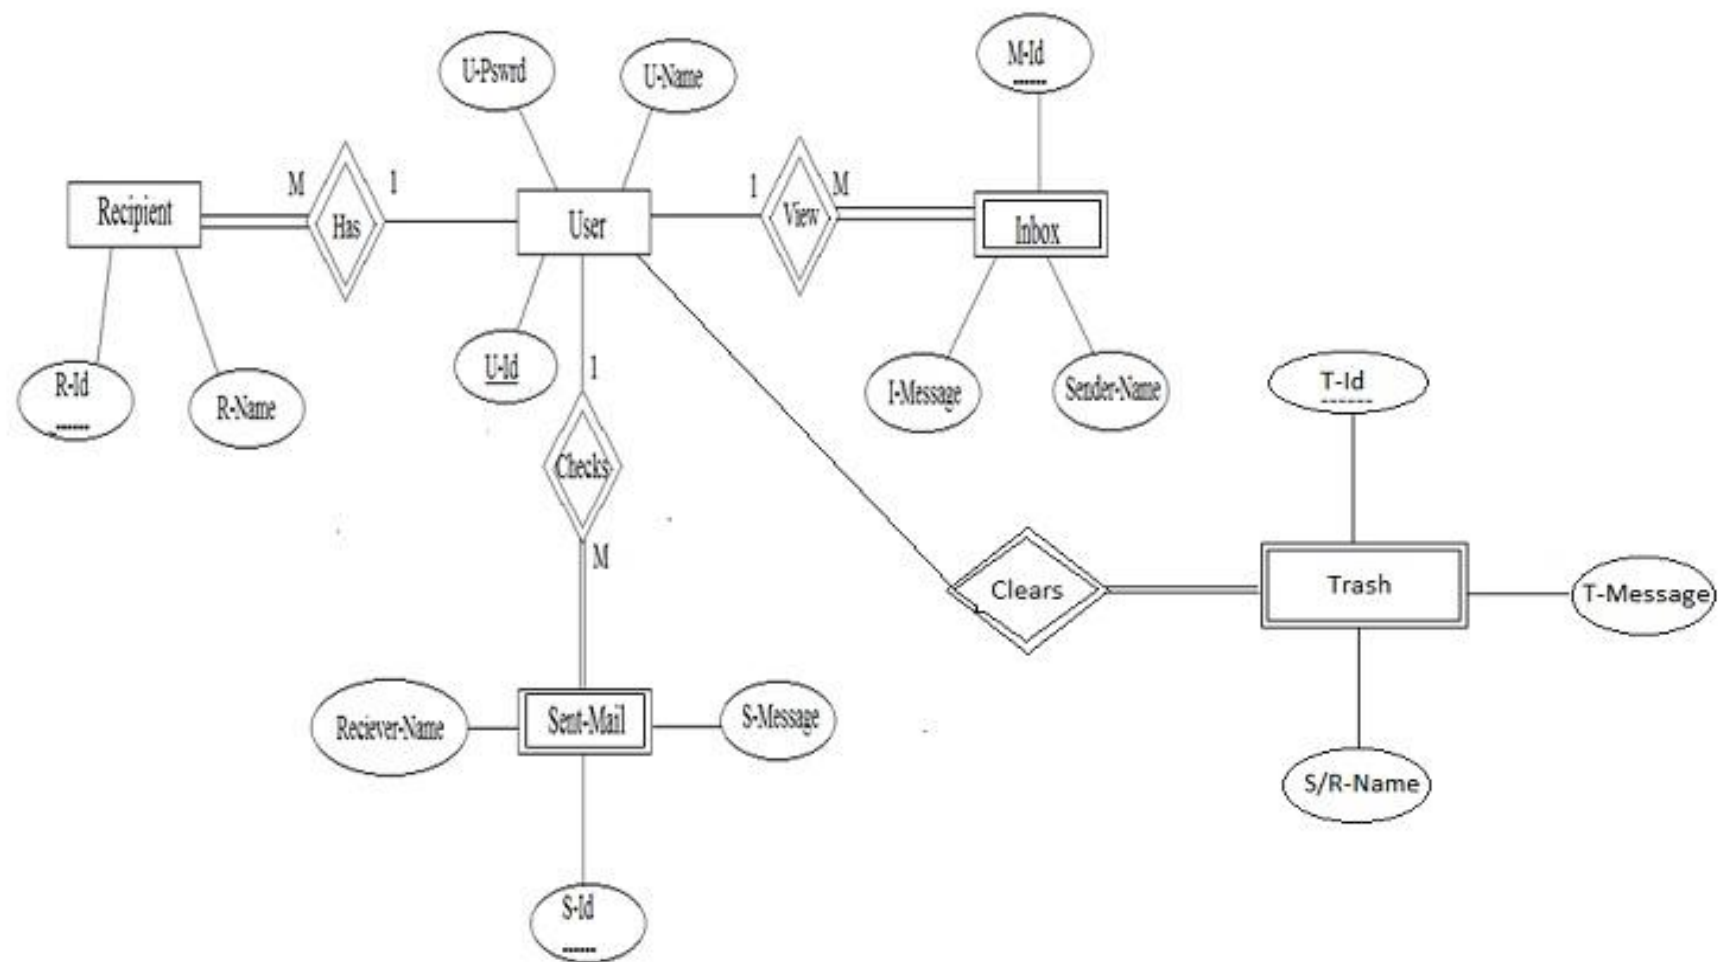 M-Id
U-Pswrd
U-Name
M
1
1
M
Recipient
Has
User
View
Inbox
U-Id
1
R-Id
R-Name
I-Message
Sender-Name
T-Id
Checks
M
Clears
Trash
T-Message
Reciever-Name
Sent-Mail
S-Message
S/R-Name
S-Id